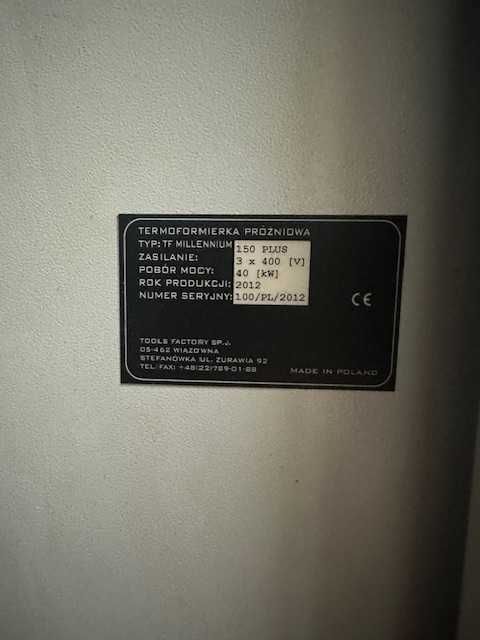 TERMOFORMIERKA PRÓŻNIOWA
TYP: TF MILLENNIUM 150 PLUS
ZASILANIE: 3 x 400 [V]
POBÓR MOCY: 40 [kW]
ROK PRODUKCJI: 2012
NUMER SERYJNY: 100/PL/2012
CE
TOOLS FACTORY SP.J.
05-462 WIĄZOWNA
STEFANÓWKA UL. ŻURAWIA 92
TEL/FAX: +48(22)789-01-88
MADE IN POLAND